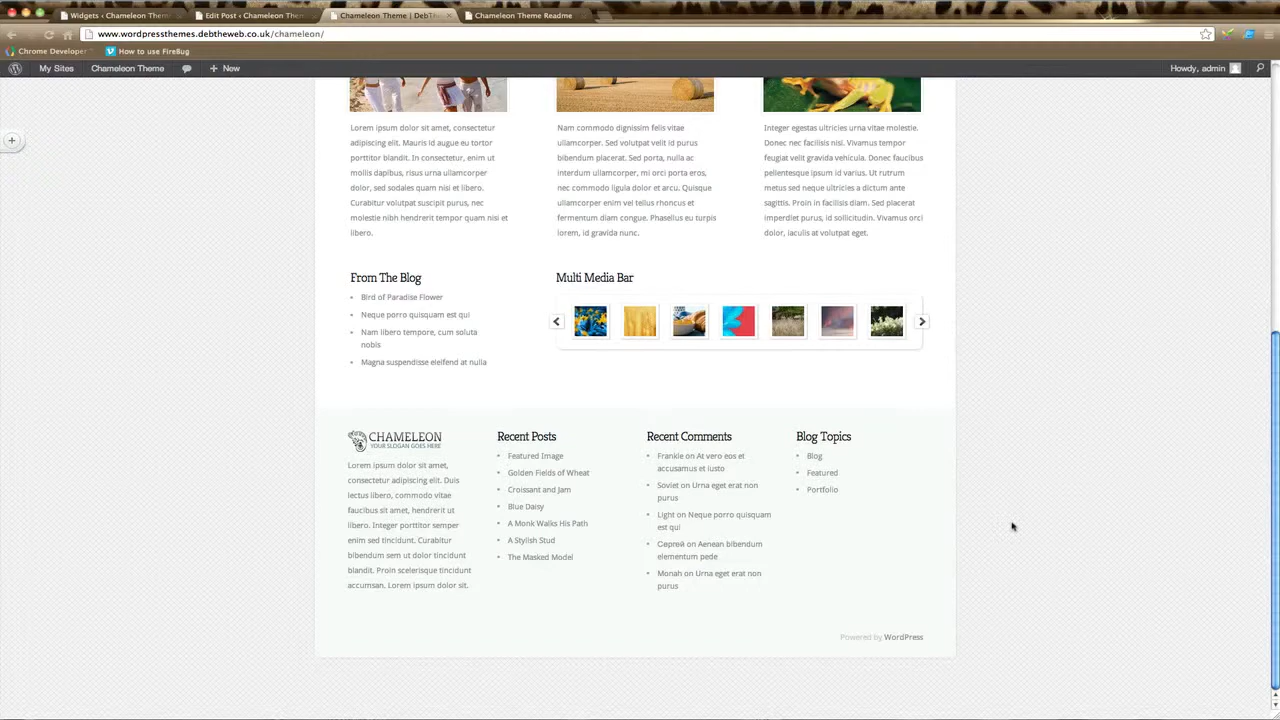 Widgets ‹ Chameleon Them
Edit Post ‹ Chameleon Them
Chameleon Theme | DebTh
Chameleon Theme Readme
www.wordpressthemes.debtheweb.co.uk/chameleon/
Chrome Developer
How to use FireBug
My Sites
Chameleon Theme
+ New
Howdy, admin
Lorem ipsum dolor sit amet, consectetur
adipiscing elit. Mauris id augue eu tortor
porttitor blandit. In consectetur, enim ut
mollis dapibus, risus urna ullamcorper
dolor, sed sodales quam nisi et libero.
Curabitur volutpat suscipit purus, nec
molestie nibh hendrerit tempor quam nisi et
libero.
Nam commodo dignissim felis vitae
ullamcorper. Sed volutpat velit id purus
bibendum placerat. Sed porta, nulla ac
interdum ullamcorper, mi orci porta eros,
nec commodo ligula dolor et arcu. Quisque
ullamcorper enim vel tellus rhoncus et
fermentum diam congue. Phasellus eu turpis
lorem, id gravida nunc.
Integer egestas ultricies urna vitae molestie.
Donec nec facilisis nisi. Vivamus tempor
feugiat velit gravida vehicula. Donec faucibus
pellentesque ipsum id varius. Ut rutrum
metus sed neque ultricies a dictum ante
sagittis. Proin in facilisis diam. Sed placerat
imperdiet purus, id sollicitudin. Vivamus orci
dolor, iaculis at volutpat eget.
From The Blog
Bird of Paradise Flower
Neque porro quisquam est qui
Nam libero tempore, cum soluta
nobis
Magna suspendisse eleifend at nulla
Multi Media Bar
CHAMELEON
YOUR SLOGAN GOES HERE
Lorem ipsum dolor sit amet,
consectetur adipiscing elit. Duis
lectus libero, commodo vitae
faucibus sit amet, hendrerit ut
libero. Integer porttitor semper
enim sed tincidunt. Curabitur
bibendum sem ut dolor tincidunt
blandit. Proin scelerisque tincidunt
accumsan. Lorem ipsum dolor sit.
Recent Posts
Featured Image
Golden Fields of Wheat
Croissant and Jam
Blue Daisy
A Monk Walks His Path
A Stylish Stud
The Masked Model
Recent Comments
Frankie on At vero eos et
accusamus et iusto
Soviet on Urna eget erat non
purus
Light on Neque porro quisquam
est qui
Сергей on Aenean bibendum
elementum pede
Monah on Urna eget erat non
purus
Blog Topics
Blog
Featured
Portfolio
Powered by WordPress